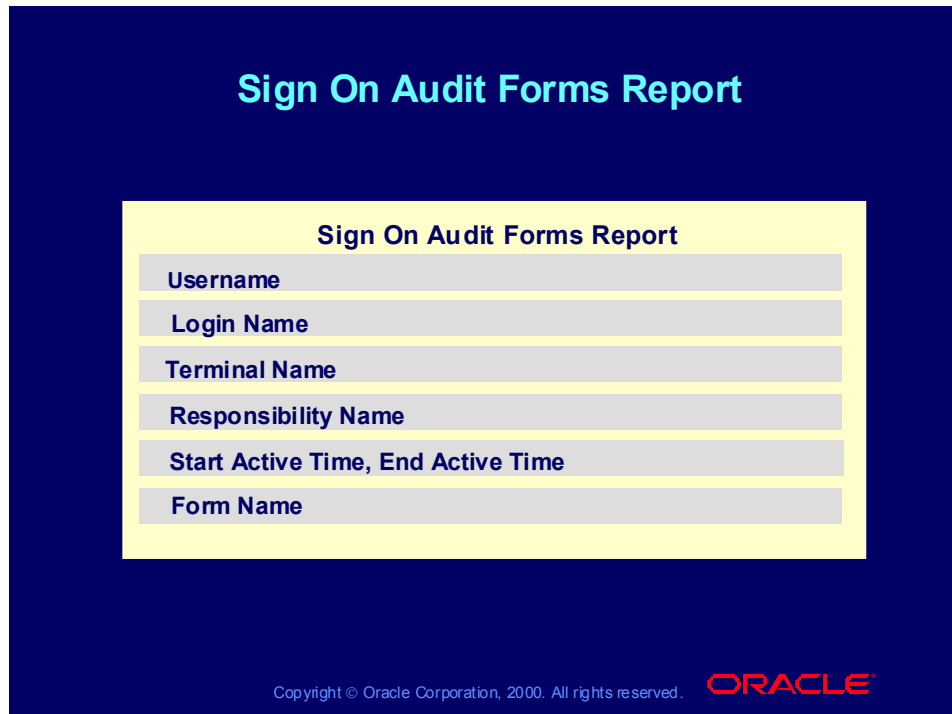 Sign On Audit Forms Report
Sign On Audit Forms Report
Username
Login Name
Terminal Name
Responsibility Name
Start Active Time, End Active Time
Form Name
Copyright © Oracle Corporation, 2000. All rights reserved.
ORACLE®